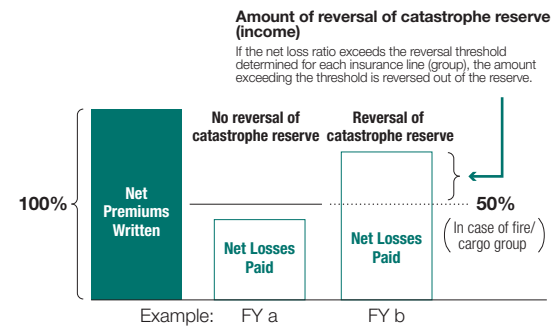 Amount of reversal of catastrophe reserve
(income)
If the net loss ratio exceeds the reversal threshold
determined for each insurance line (group), the amount
exceeding the threshold is reversed out of the reserve.
No reversal of
catastrophe reserve
Reversal of
catastrophe reserve
100%
Net
Premiums
Written
Net Losses
Paid
Net Losses
Paid
50%
(In case of fire/
cargo group)
Example: FY a FY b